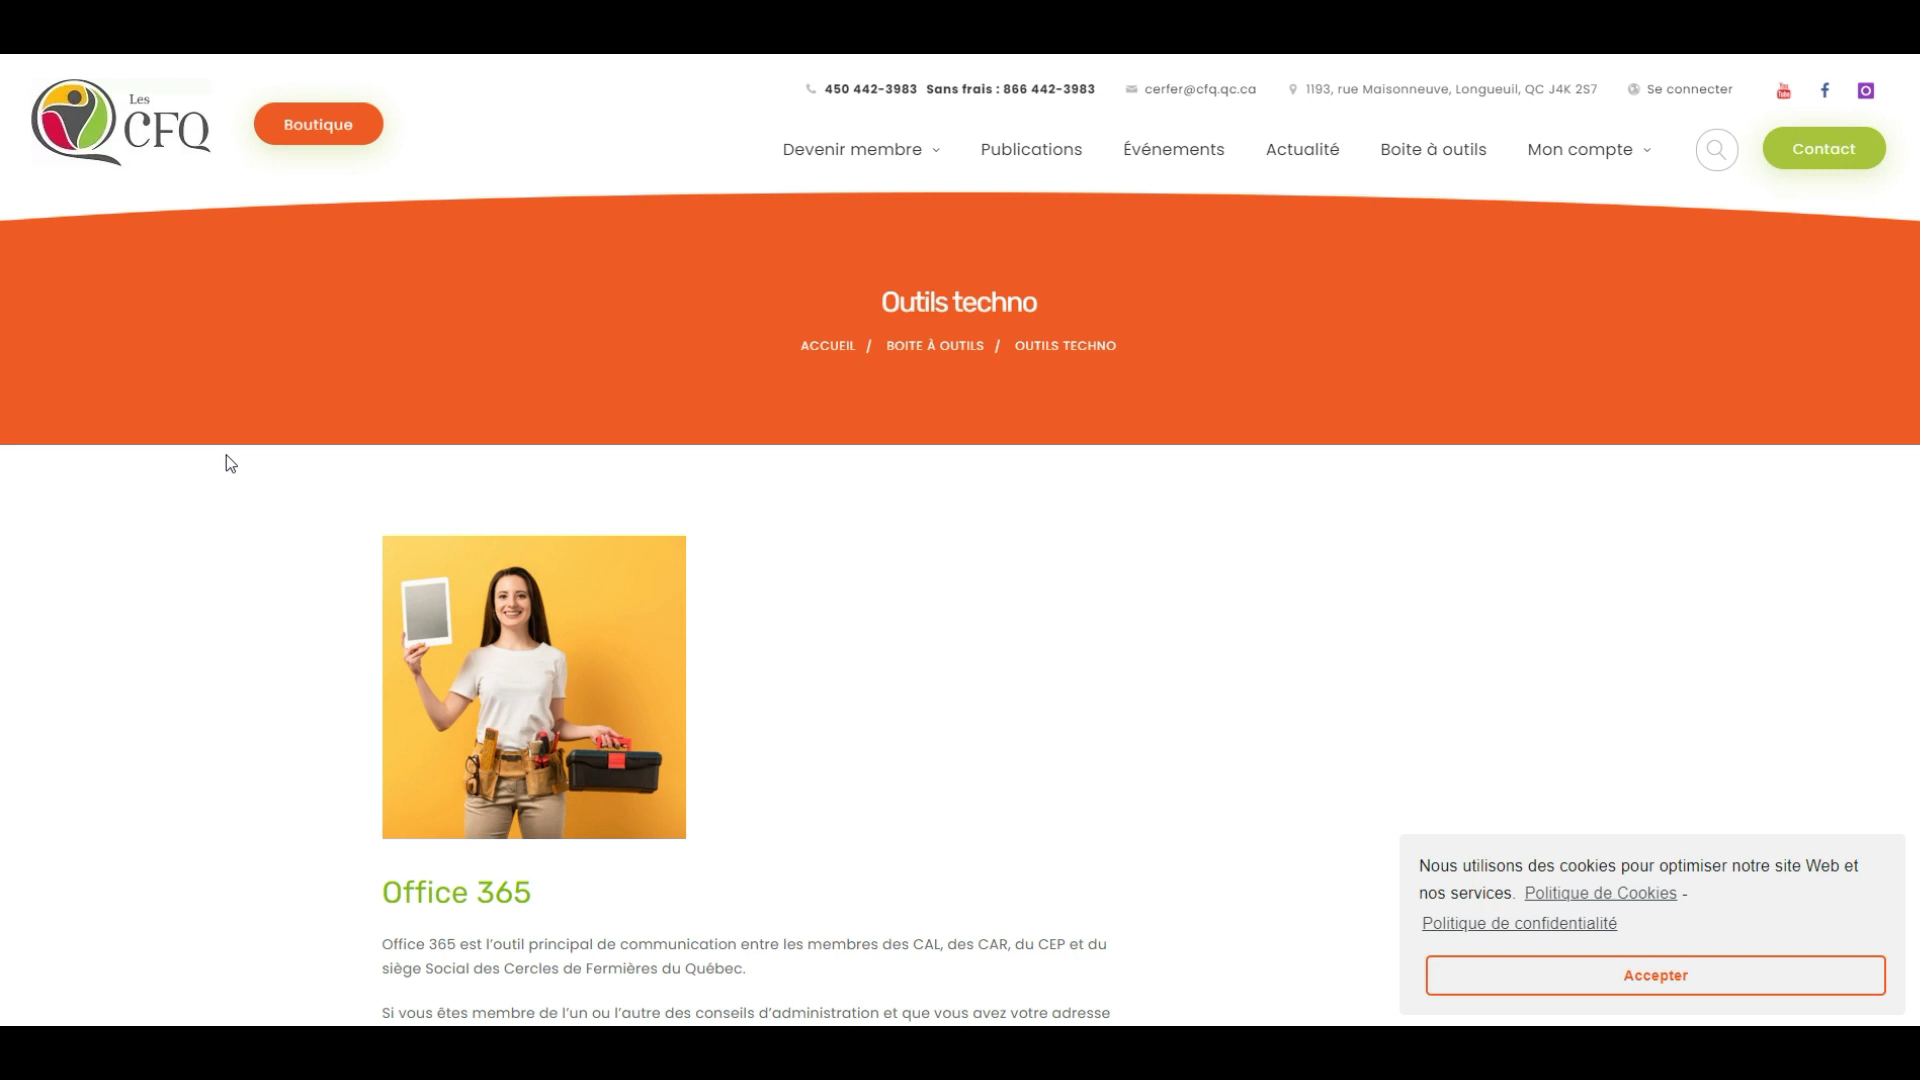 Les
CFQ
Boutique
450 442-3983 Sans frais : 866 442-3983
cerfer@cfq.qc.ca
1193, rue Maisonneuve, Longueuil, QC J4K 2S7
Se connecter
You Tube
Devenir membre
Publications
Événements
Actualité
Boite à outils
Mon compte
Contact
Outils techno
ACCUEIL / BOITE À OUTILS / OUTILS TECHNO
Office 365
Office 365 est l’outil principal de communication entre les membres des CAL, des CAR, du CEP et du
siège Social des Cercles de Fermières du Québec.
Si vous êtes membre de l’un ou l’autre des conseils d’administration et que vous avez votre adresse
Nous utilisons des cookies pour optimiser notre site Web et
nos services. Politique de Cookies -
Politique de confidentialité
Accepter